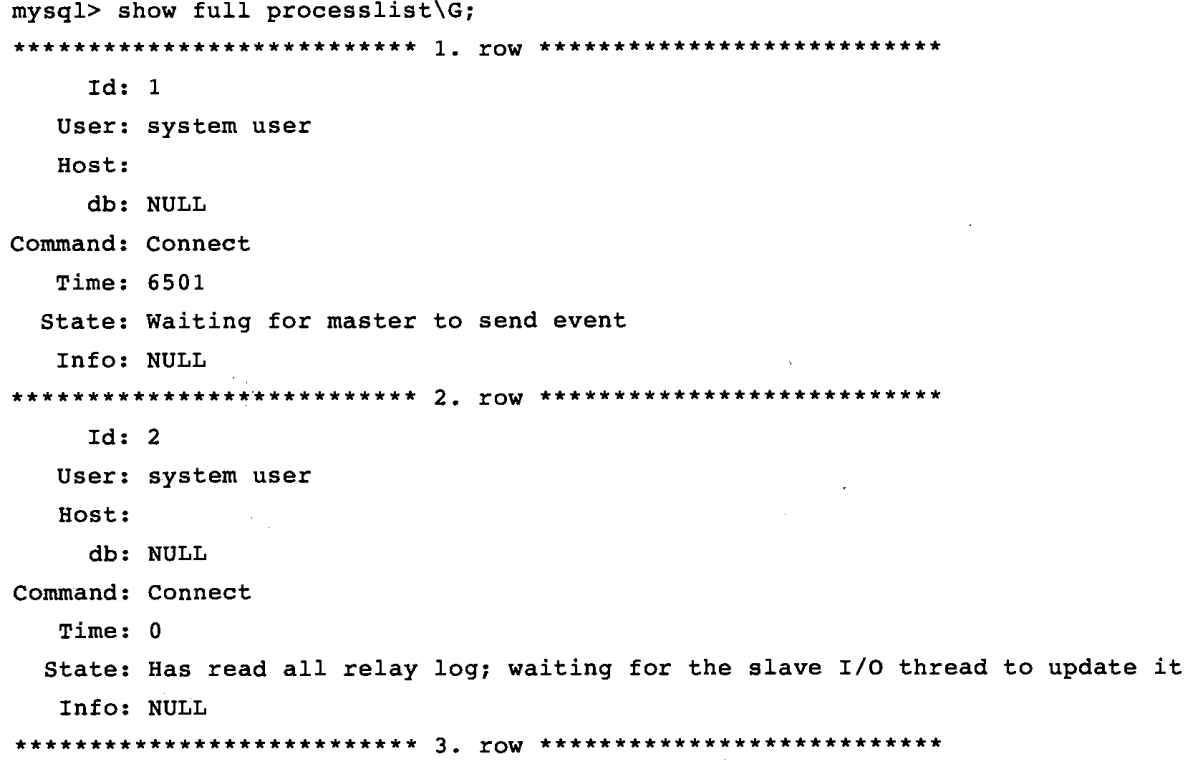 mysql> show full processlist\G;
*************************** 1. row ***************************
Id: 1
User: system user
Host:
db: NULL
Command: Connect
Time: 6501
State: Waiting for master to send event
Info: NULL
*************************** 2. row ***************************
Id: 2
User: system user
Host:
db: NULL
Command: Connect
Time: 0
State: Has read all relay log; waiting for the slave I/O thread to update it
Info: NULL
*************************** 3. row ***************************